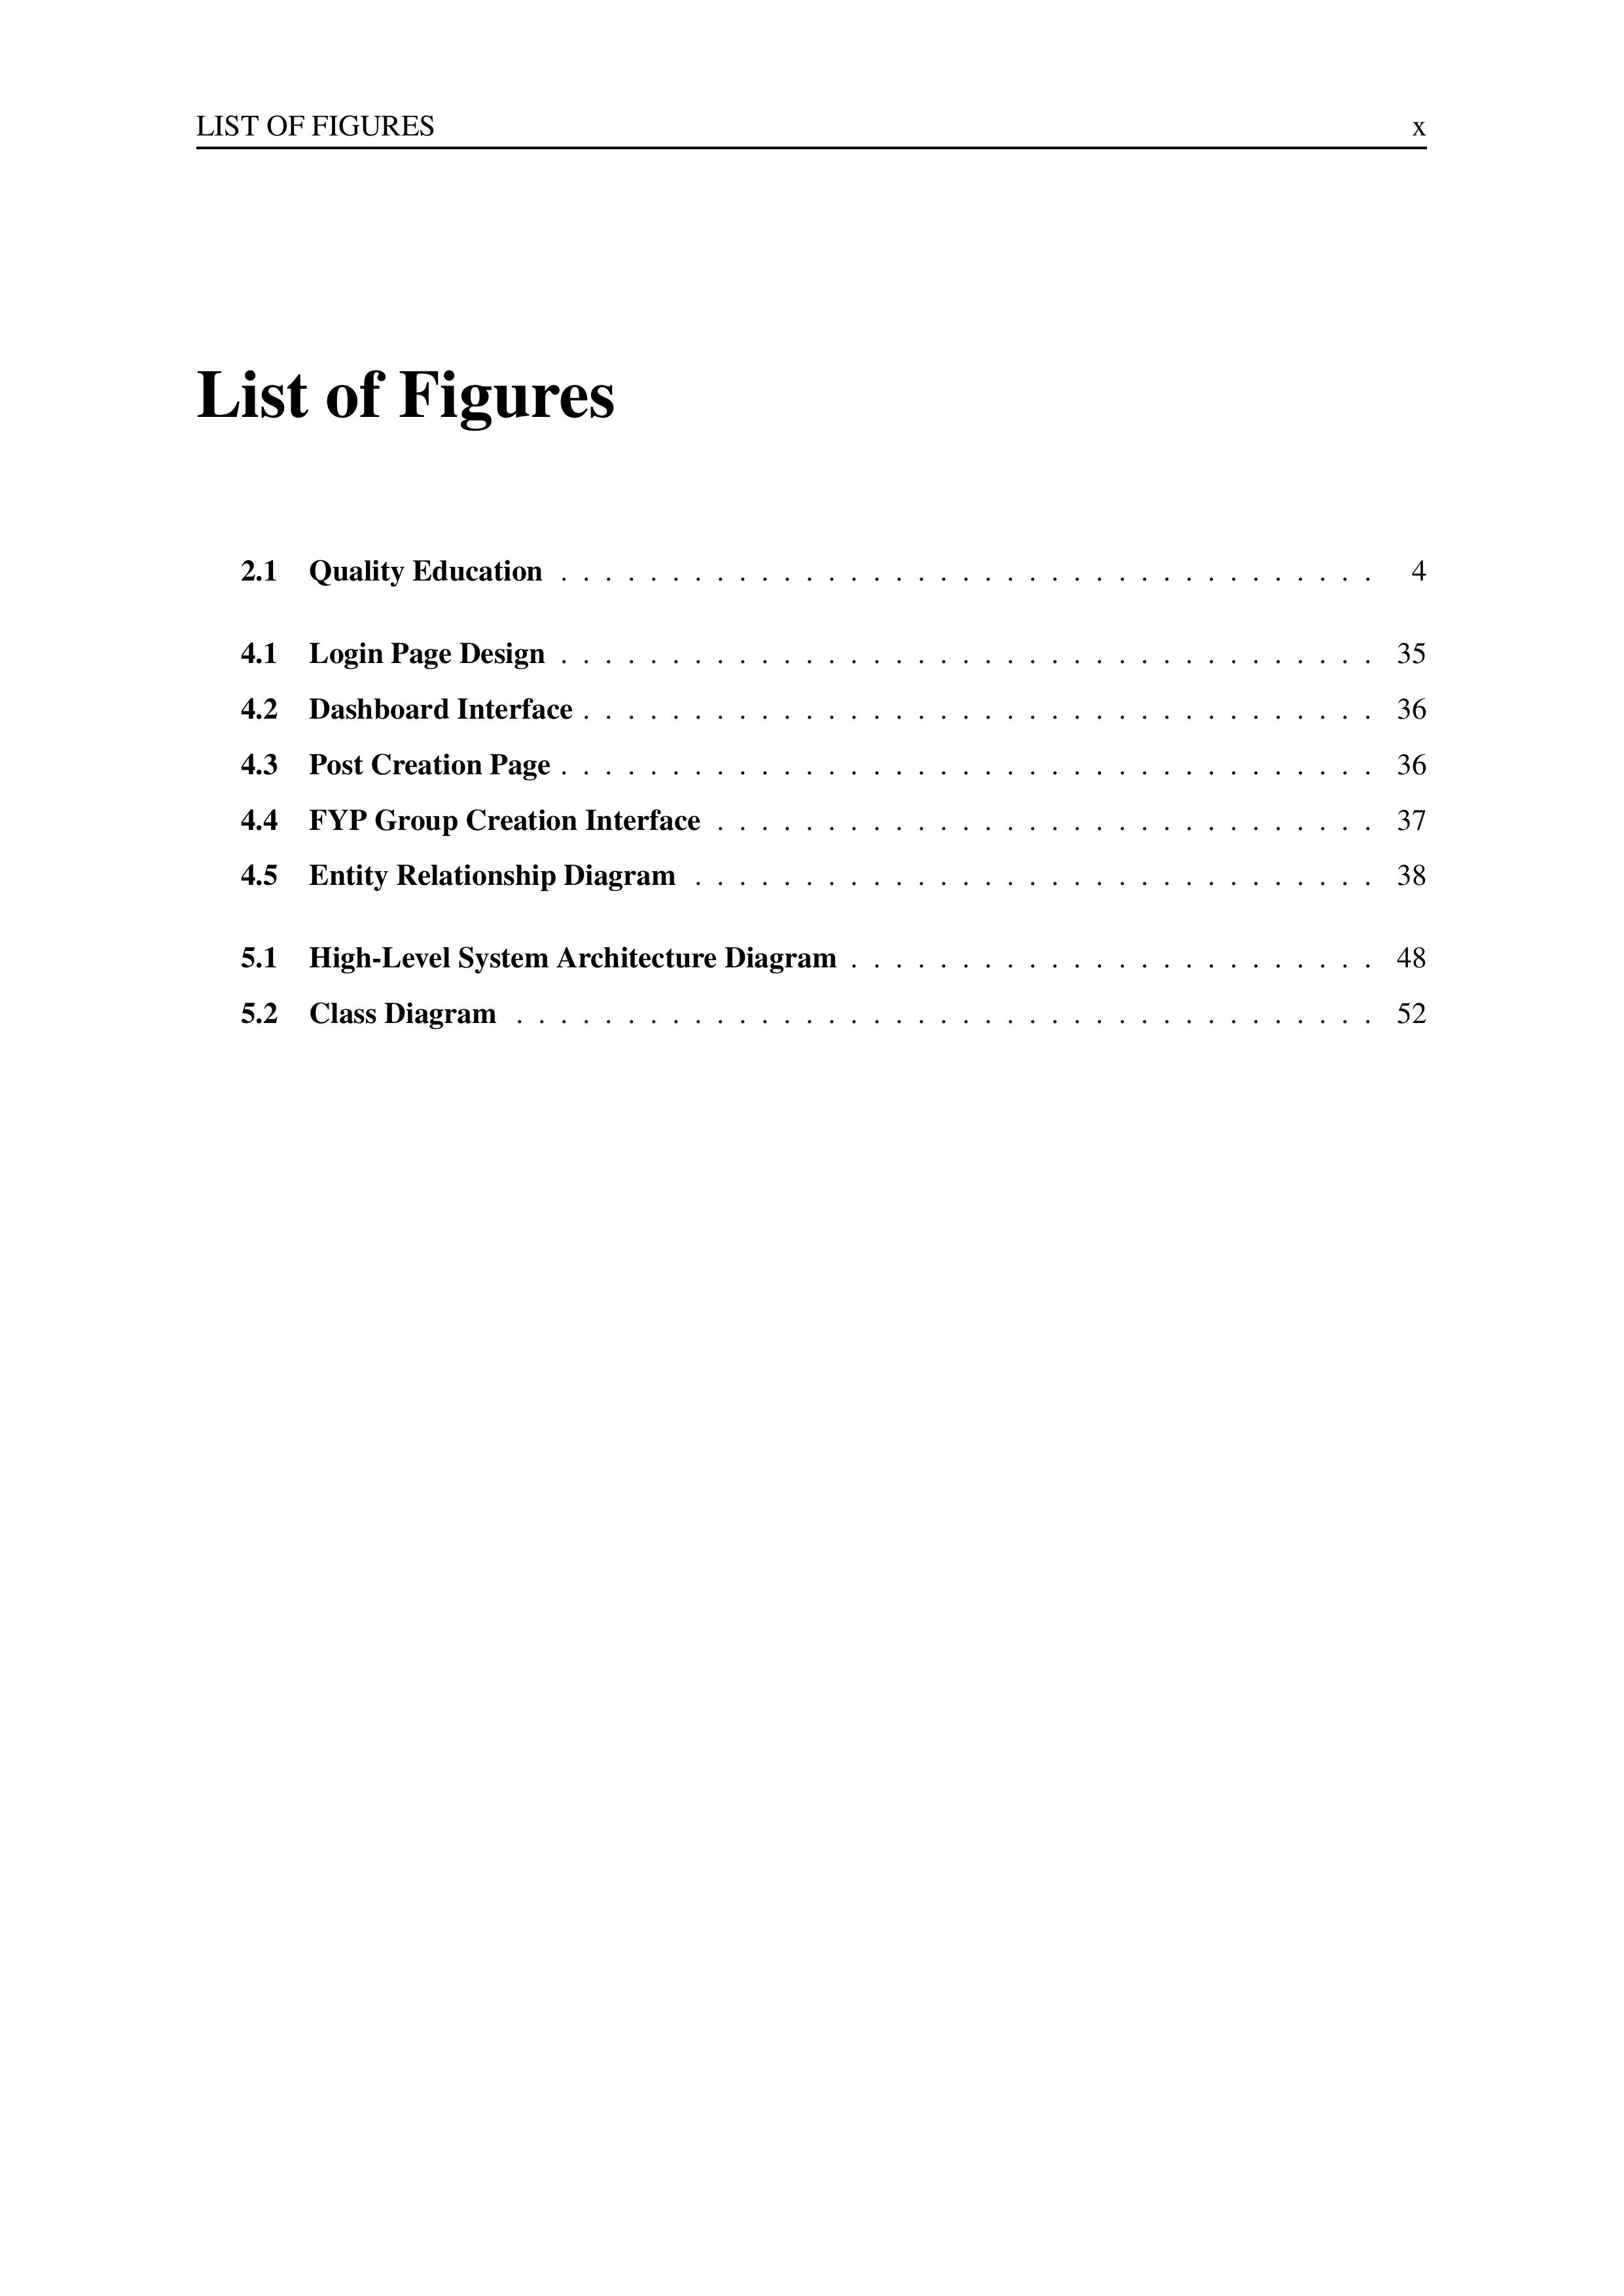 LIST OF FIGURES x
List of Figures
2.1 Quality Education . . . . . . . . . . . . . . . . . . . . . . . . . . . . . . . . . . . . . 4
4.1 Login Page Design . . . . . . . . . . . . . . . . . . . . . . . . . . . . . . . . . . . . . 35
4.2 Dashboard Interface . . . . . . . . . . . . . . . . . . . . . . . . . . . . . . . . . . . . 36
4.3 Post Creation Page . . . . . . . . . . . . . . . . . . . . . . . . . . . . . . . . . . . . . 36
4.4 FYP Group Creation Interface . . . . . . . . . . . . . . . . . . . . . . . . . . . . . . 37
4.5 Entity Relationship Diagram . . . . . . . . . . . . . . . . . . . . . . . . . . . . . . . 38
5.1 High-Level System Architecture Diagram . . . . . . . . . . . . . . . . . . . . . . . . 48
5.2 Class Diagram . . . . . . . . . . . . . . . . . . . . . . . . . . . . . . . . . . . . . . . 52